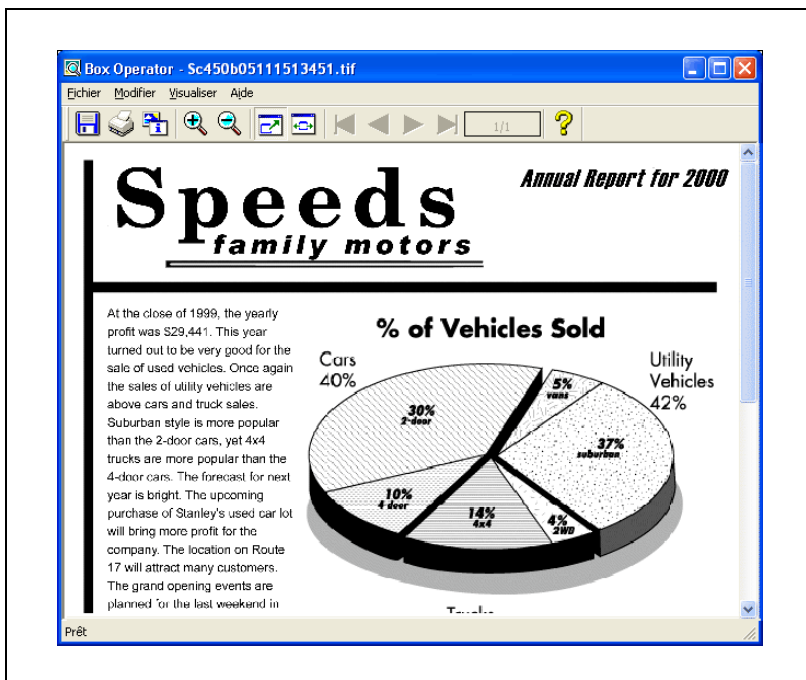 Box Operator - Sc450b05111513451.tif
Fichier Modifier Visualiser Aide
1/1
Annual Report for 2000
Speeds
family motors
At the close of 1999, the yearly
profit was $29,441. This year
turned out to be very good for the
sale of used vehicles. Once again
the sales of utility vehicles are
above cars and truck sales.
Suburban style is more popular
than the 2-door cars, yet 4x4
trucks are more popular than the
4-door cars. The forecast for next
year is bright. The upcoming
purchase of Stanley's used car lot
will bring more profit for the
company. The location on Route
17 will attract many customers.
The grand opening events are
planned for the last weekend in
% of Vehicles Sold
Cars
40%
Utility
Vehicles
42%
5%
vans
30%
2-door
37%
suburban
10%
4 door
14%
4x4
4%
2WD
Trucks
Prêt